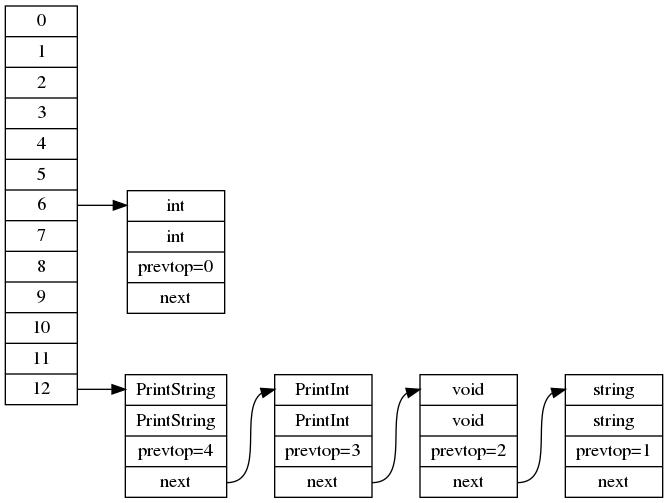 0
1
2
3
4
5
6
7
8
9
10
11
12
int
int
prevtop=0
next
PrintString
PrintString
prevtop=4
next
PrintInt
PrintInt
prevtop=3
next
void
void
prevtop=2
next
string
string
prevtop=1
next